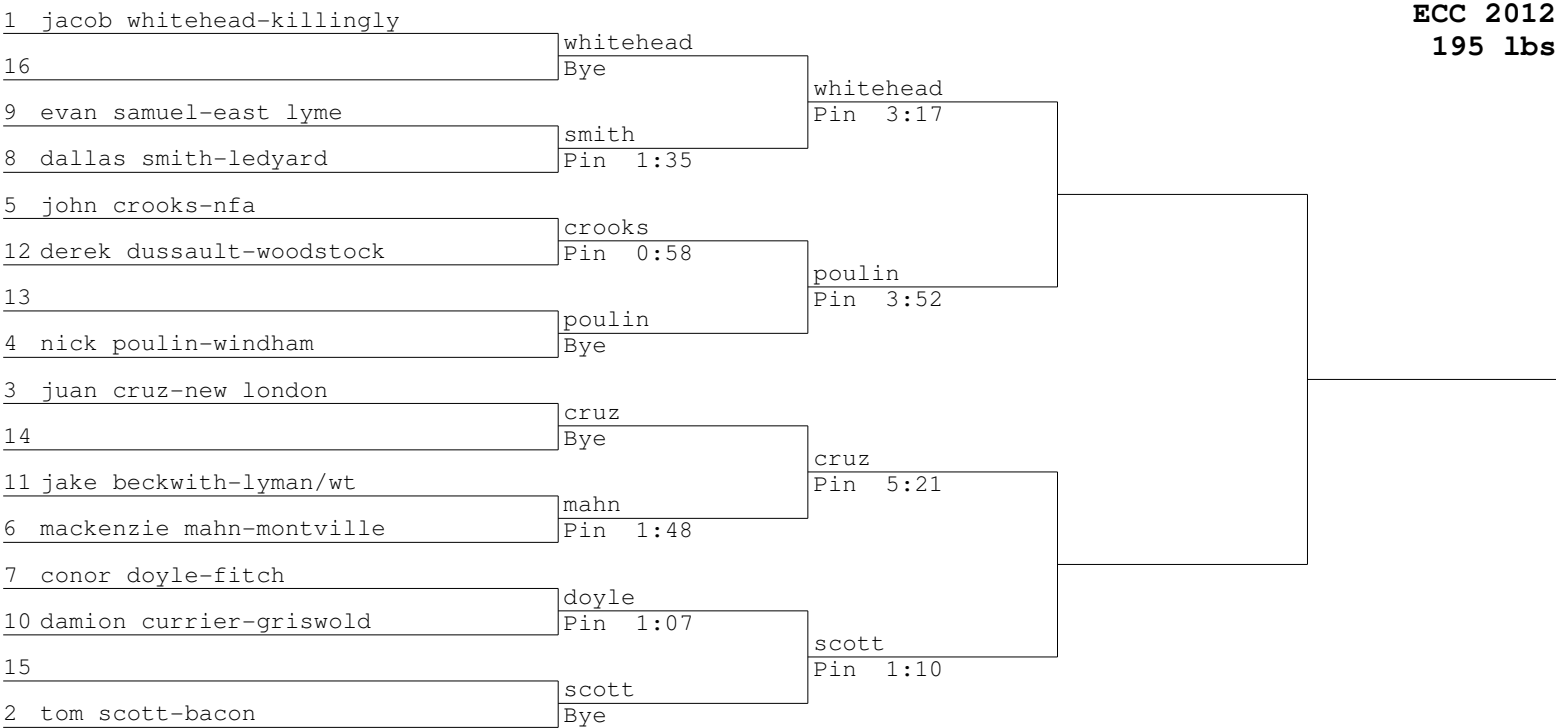 ECC 2012
195 lbs
1 jacob whitehead-killingly
16
9 evan samuel-east lyme
8 dallas smith-ledyard
5 john crooks-nfa
12 derek dussault-woodstock
13
4 nick poulin-windham
3 juan cruz-new london
14
11 jake beckwith-lyman/wt
6 mackenzie mahn-montville
7 conor doyle-fitch
10 damion currier-griswold
15
2 tom scott-bacon
whitehead
Bye
smith
Pin 1:35
crooks
Pin 0:58
poulin
Bye
cruz
Bye
mahn
Pin 1:48
doyle
Pin 1:07
scott
Bye
whitehead
Pin 3:17
poulin
Pin 3:52
cruz
Pin 5:21
scott
Pin 1:10